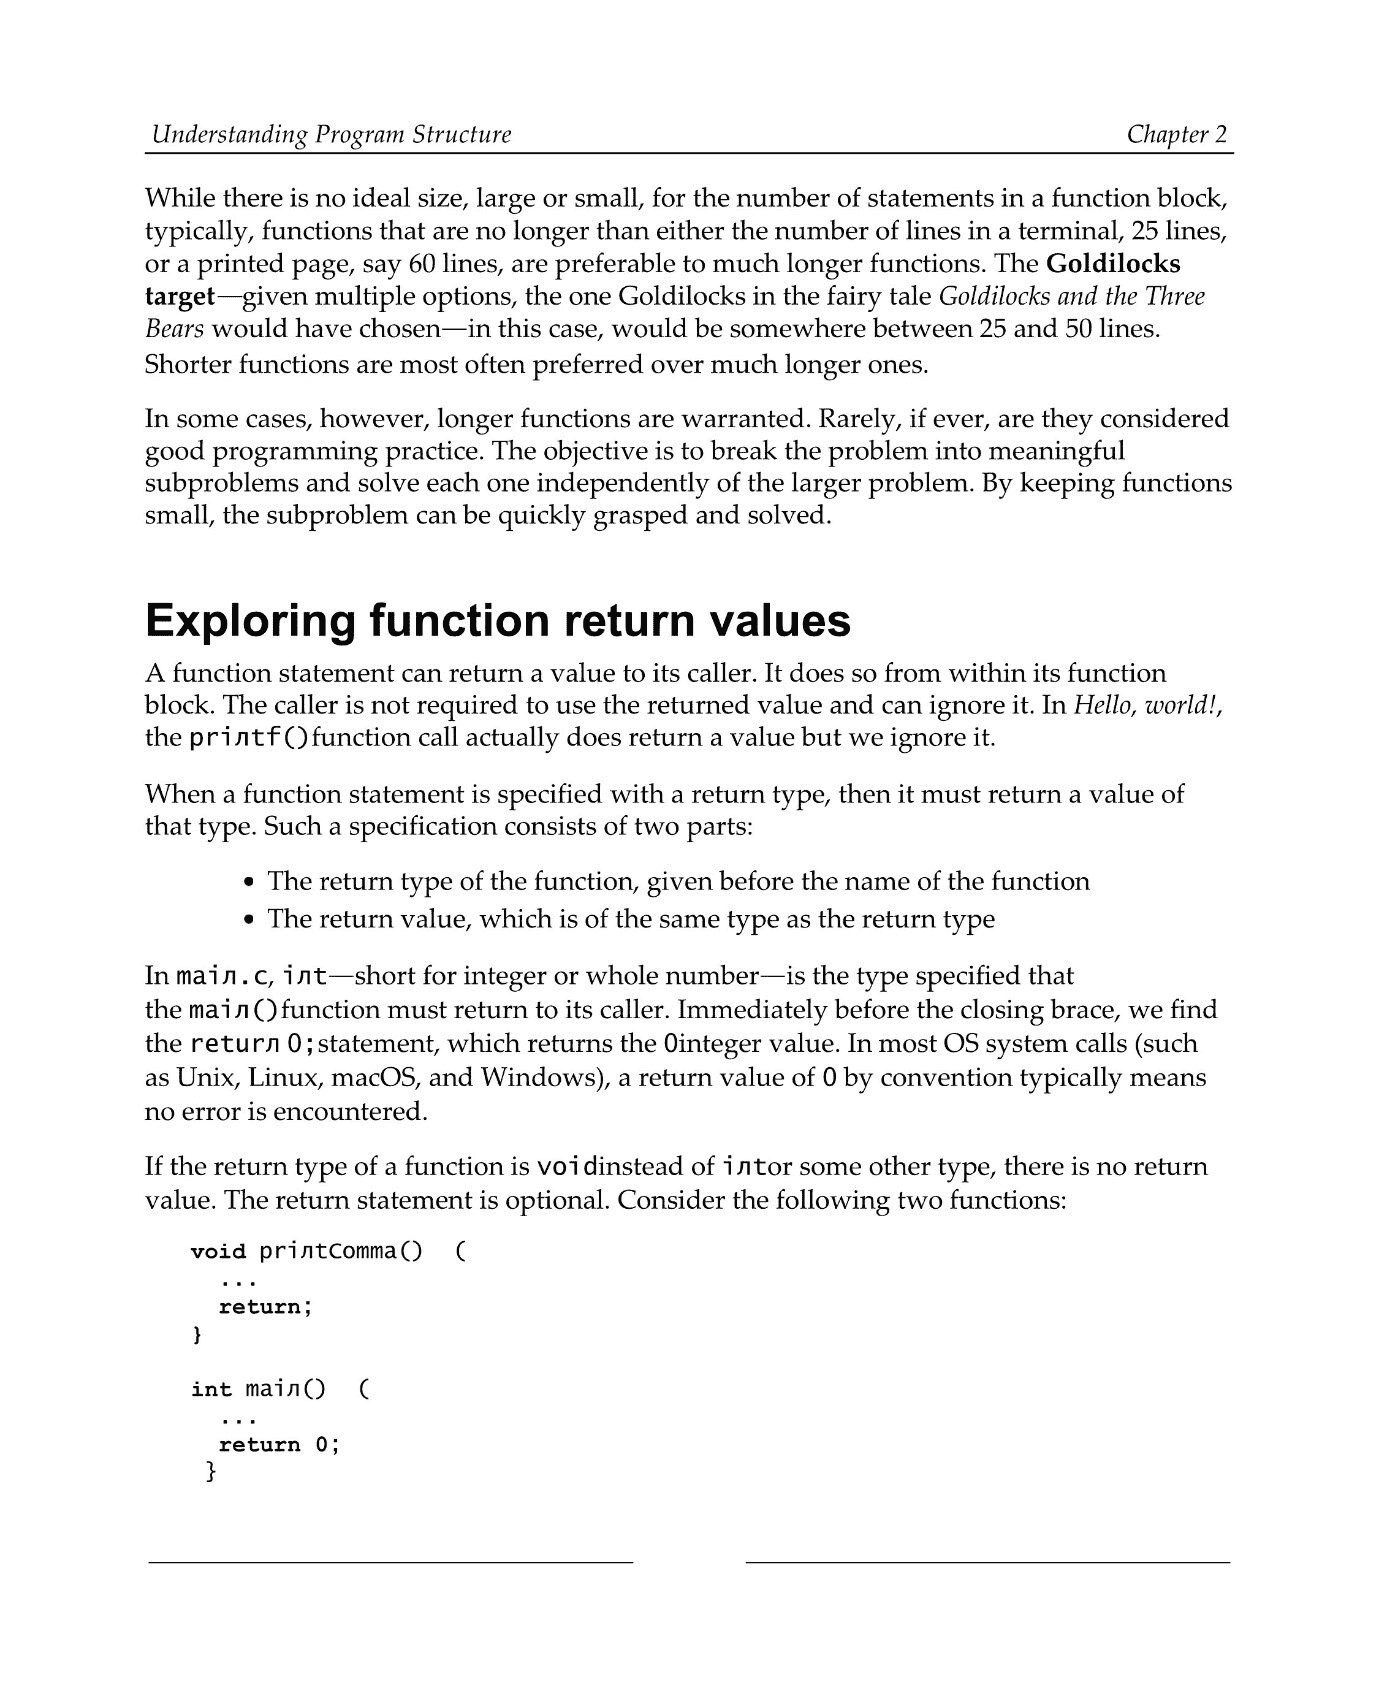 Understanding Program Structure Chapter 2
While there is no ideal size, large or small, for the number of statements in a function block,
typically, functions that are no longer than either the number of lines in a terminal, 25 lines,
or a printed page, say 60 lines, are preferable to much longer functions. The Goldilocks
target—given multiple options, the one Goldilocks in the fairy tale Goldilocks and the Three
Bears would have chosen—in this case, would be somewhere between 25 and 50 lines.
Shorter functions are most often preferred over much longer ones.
In some cases, however, longer functions are warranted. Rarely, if ever, are they considered
good programming practice. The objective is to break the problem into meaningful
subproblems and solve each one independently of the larger problem. By keeping functions
small, the subproblem can be quickly grasped and solved.
Exploring function return values
A function statement can return a value to its caller. It does so from within its function
block. The caller is not required to use the returned value and can ignore it. In Hello, world!,
the priлtf()function call actually does return a value but we ignore it.
When a function statement is specified with a return type, then it must return a value of
that type. Such a specification consists of two parts:
• The return type of the function, given before the name of the function
• The return value, which is of the same type as the return type
In maiл.c, iлt—short for integer or whole number—is the type specified that
the maiл()function must return to its caller. Immediately before the closing brace, we find
the returл 0;statement, which returns the 0integer value. In most OS system calls (such
as Unix, Linux, macOS, and Windows), a return value of 0 by convention typically means
no error is encountered.
If the return type of a function is voidinstead of iлtor some other type, there is no return
value. The return statement is optional. Consider the following two functions:
void priлtComma() (
...
return;
}
int maiл() (
...
return 0;
}